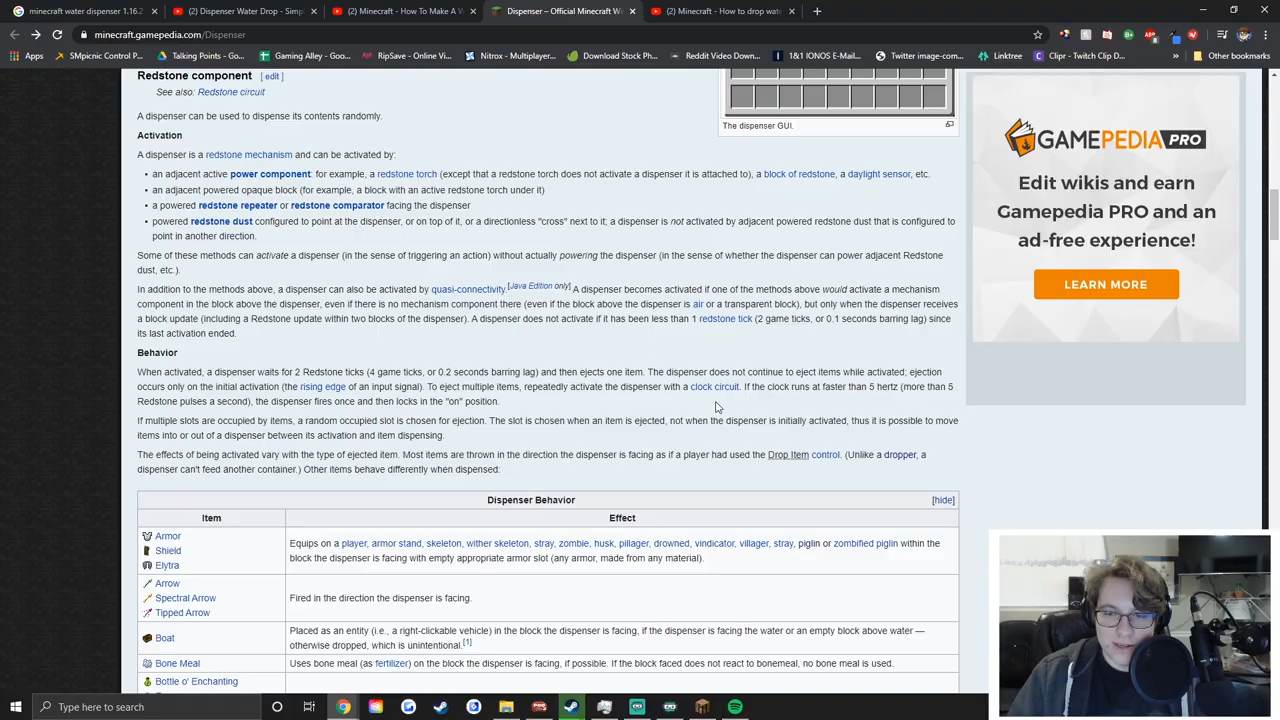 minecraft water dispenser 1.16.2
(2) Dispenser Water Drop - Simp
(2) Minecraft - How To Make A W
Dispenser – Official Minecraft Wi
(2) Minecraft - How to drop wate
minecraft.gamepedia.com/Dispenser
Apps
SMpicnic Project -...
Talking Points - Go...
Gaming Alley - Goo...
RipSave - Onlin Vi...
Nitrox - Multiplayer...
Download Stock Ph...
Reddit Video Down...
1&1 IONOS E-Mail...
Twitter image-com...
Linktree
Clipr - Twitch Clip D...
»
Other bookmarks
Redstone component [ edit ]
See also: Redstone circuit
A dispenser can be used to dispense its contents randomly.
The dispenser GUI.
Activation
A dispenser is a redstone mechanism and can be activated by:
• an adjacent active power component: for example, a redstone torch (except that a redstone torch does not activate a dispenser it is attached to), a block of redstone, a daylight sensor, etc.
• an adjacent powered opaque block (for example, a block with an active redstone torch under it)
• a powered redstone repeater or redstone comparator facing the dispenser
• powered redstone dust configured to point at the dispenser, or on top of it, or a directionless "cross" next to it; a dispenser is not activated by adjacent powered redstone dust that is configured to
point in another direction.
Some of these methods can activate a dispenser (in the sense of triggering an action) without actually powering the dispenser (in the sense of whether the dispenser can power adjacent Redstone
dust, etc.).
In addition to the methods above, a dispenser can also be activated by quasi-connectivity.[Java Edition only] A dispenser becomes activated if one of the methods above would activate a mechanism
component in the block above the dispenser, even if there is no mechanism component there (even if the block above the dispenser is air or a transparent block), but only when the dispenser receives
a block update (including a Redstone update within two blocks of the dispenser). A dispenser does not activate if it has been less than 1 redstone tick (2 game ticks, or 0.1 seconds barring lag) since
its last activation ended.
Behavior
When activated, a dispenser waits for 2 Redstone ticks (4 game ticks, or 0.2 seconds barring lag) and then ejects one item. The dispenser does not continue to eject items while activated; ejection
occurs only on the initial activation (the rising edge of an input signal). To eject multiple items, repeatedly activate the dispenser with a clock circuit. If the clock runs at faster than 5 hertz (more than 5
Redstone pulses a second), the dispenser fires once and then locks in the "on" position.
If multiple slots are occupied by items, a random occupied slot is chosen for ejection. The slot is chosen when an item is ejected, not when the dispenser is initially activated, thus it is possible to move
items into or out of a dispenser between its activation and item dispensing.
The effects of being activated vary with the type of ejected item. Most items are thrown in the direction the dispenser is facing as if a player had used the Drop Item control. (Unlike a dropper, a
dispenser can't feed another container.) Other items behave differently when dispensed:
Dispenser Behavior [hide]
Item Effect
Armor
Shield
Elytra
Equips on a player, armor stand, skeleton, wither skeleton, stray, zombie, husk, pillager, drowned, vindicator, villager, stray, piglin or zombified piglin within the
block the dispenser is facing with empty appropriate armor slot (any armor, made from any material).
Arrow
Spectral Arrow
Tipped Arrow
Fired in the direction the dispenser is facing.
Boat
Placed as an entity (i.e., a right-clickable vehicle) in the block the dispenser is facing, if the dispenser is facing the water or an empty block above water —
otherwise dropped, which is unintentional.[1]
Bone Meal
Uses bone meal (as fertilizer) on the block the dispenser is facing, if possible. If the block faced does not react to bonemeal, no bone meal is used.
Bottle o' Enchanting
GAMEPEDIA PRO
Edit wikis and earn
Gamepedia PRO and an
ad-free experience!
LEARN MORE
Type here to search